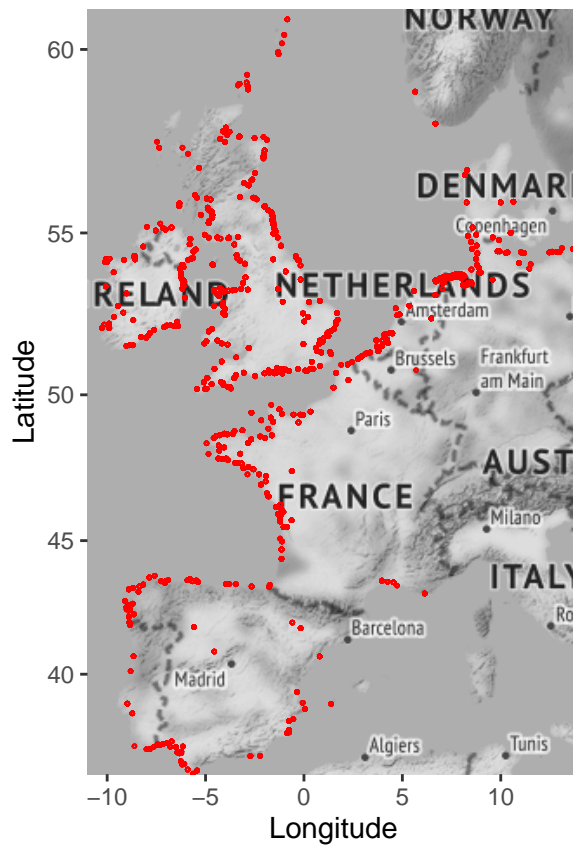 60
NORWAY
DENMAR
55
Copenhagen
RELAND
NETHERLANDS
Amsterdam
Brussels
Frankfurt
am Main
50
Paris
AUST
FRANCE
Milano
45
ITALY
Ro
Barcelona
40
Madrid
Algiers
Tunis
Latitude
−10
−5
0
5
10
Longitude